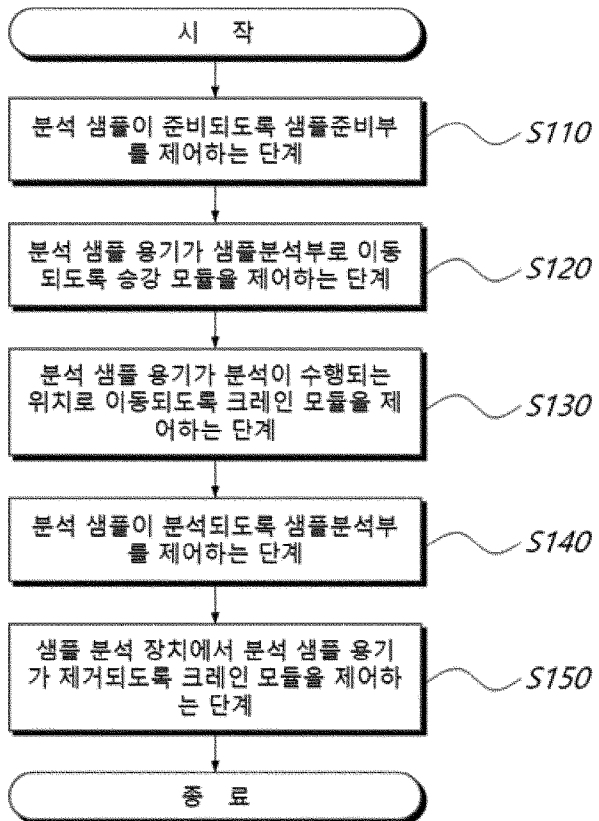 시 작
분석 샘플이 준비되도록 샘플준비부
를 제어하는 단계
S110
분석 샘플 용기가 샘플분석부로 이동
되도록 승강 모듈을 제어하는 단계
S120
분석 샘플 용기가 분석이 수행되는
위치로 이동되도록 크레인 모듈을 제
어하는 단계
S130
분석 샘플이 분석되도록 샘플분석부
를 제어하는 단계
S140
샘플 분석 장치에서 분석 샘플 용기
가 제거되도록 크레인 모듈을 제어하
는 단계
S150
종 료